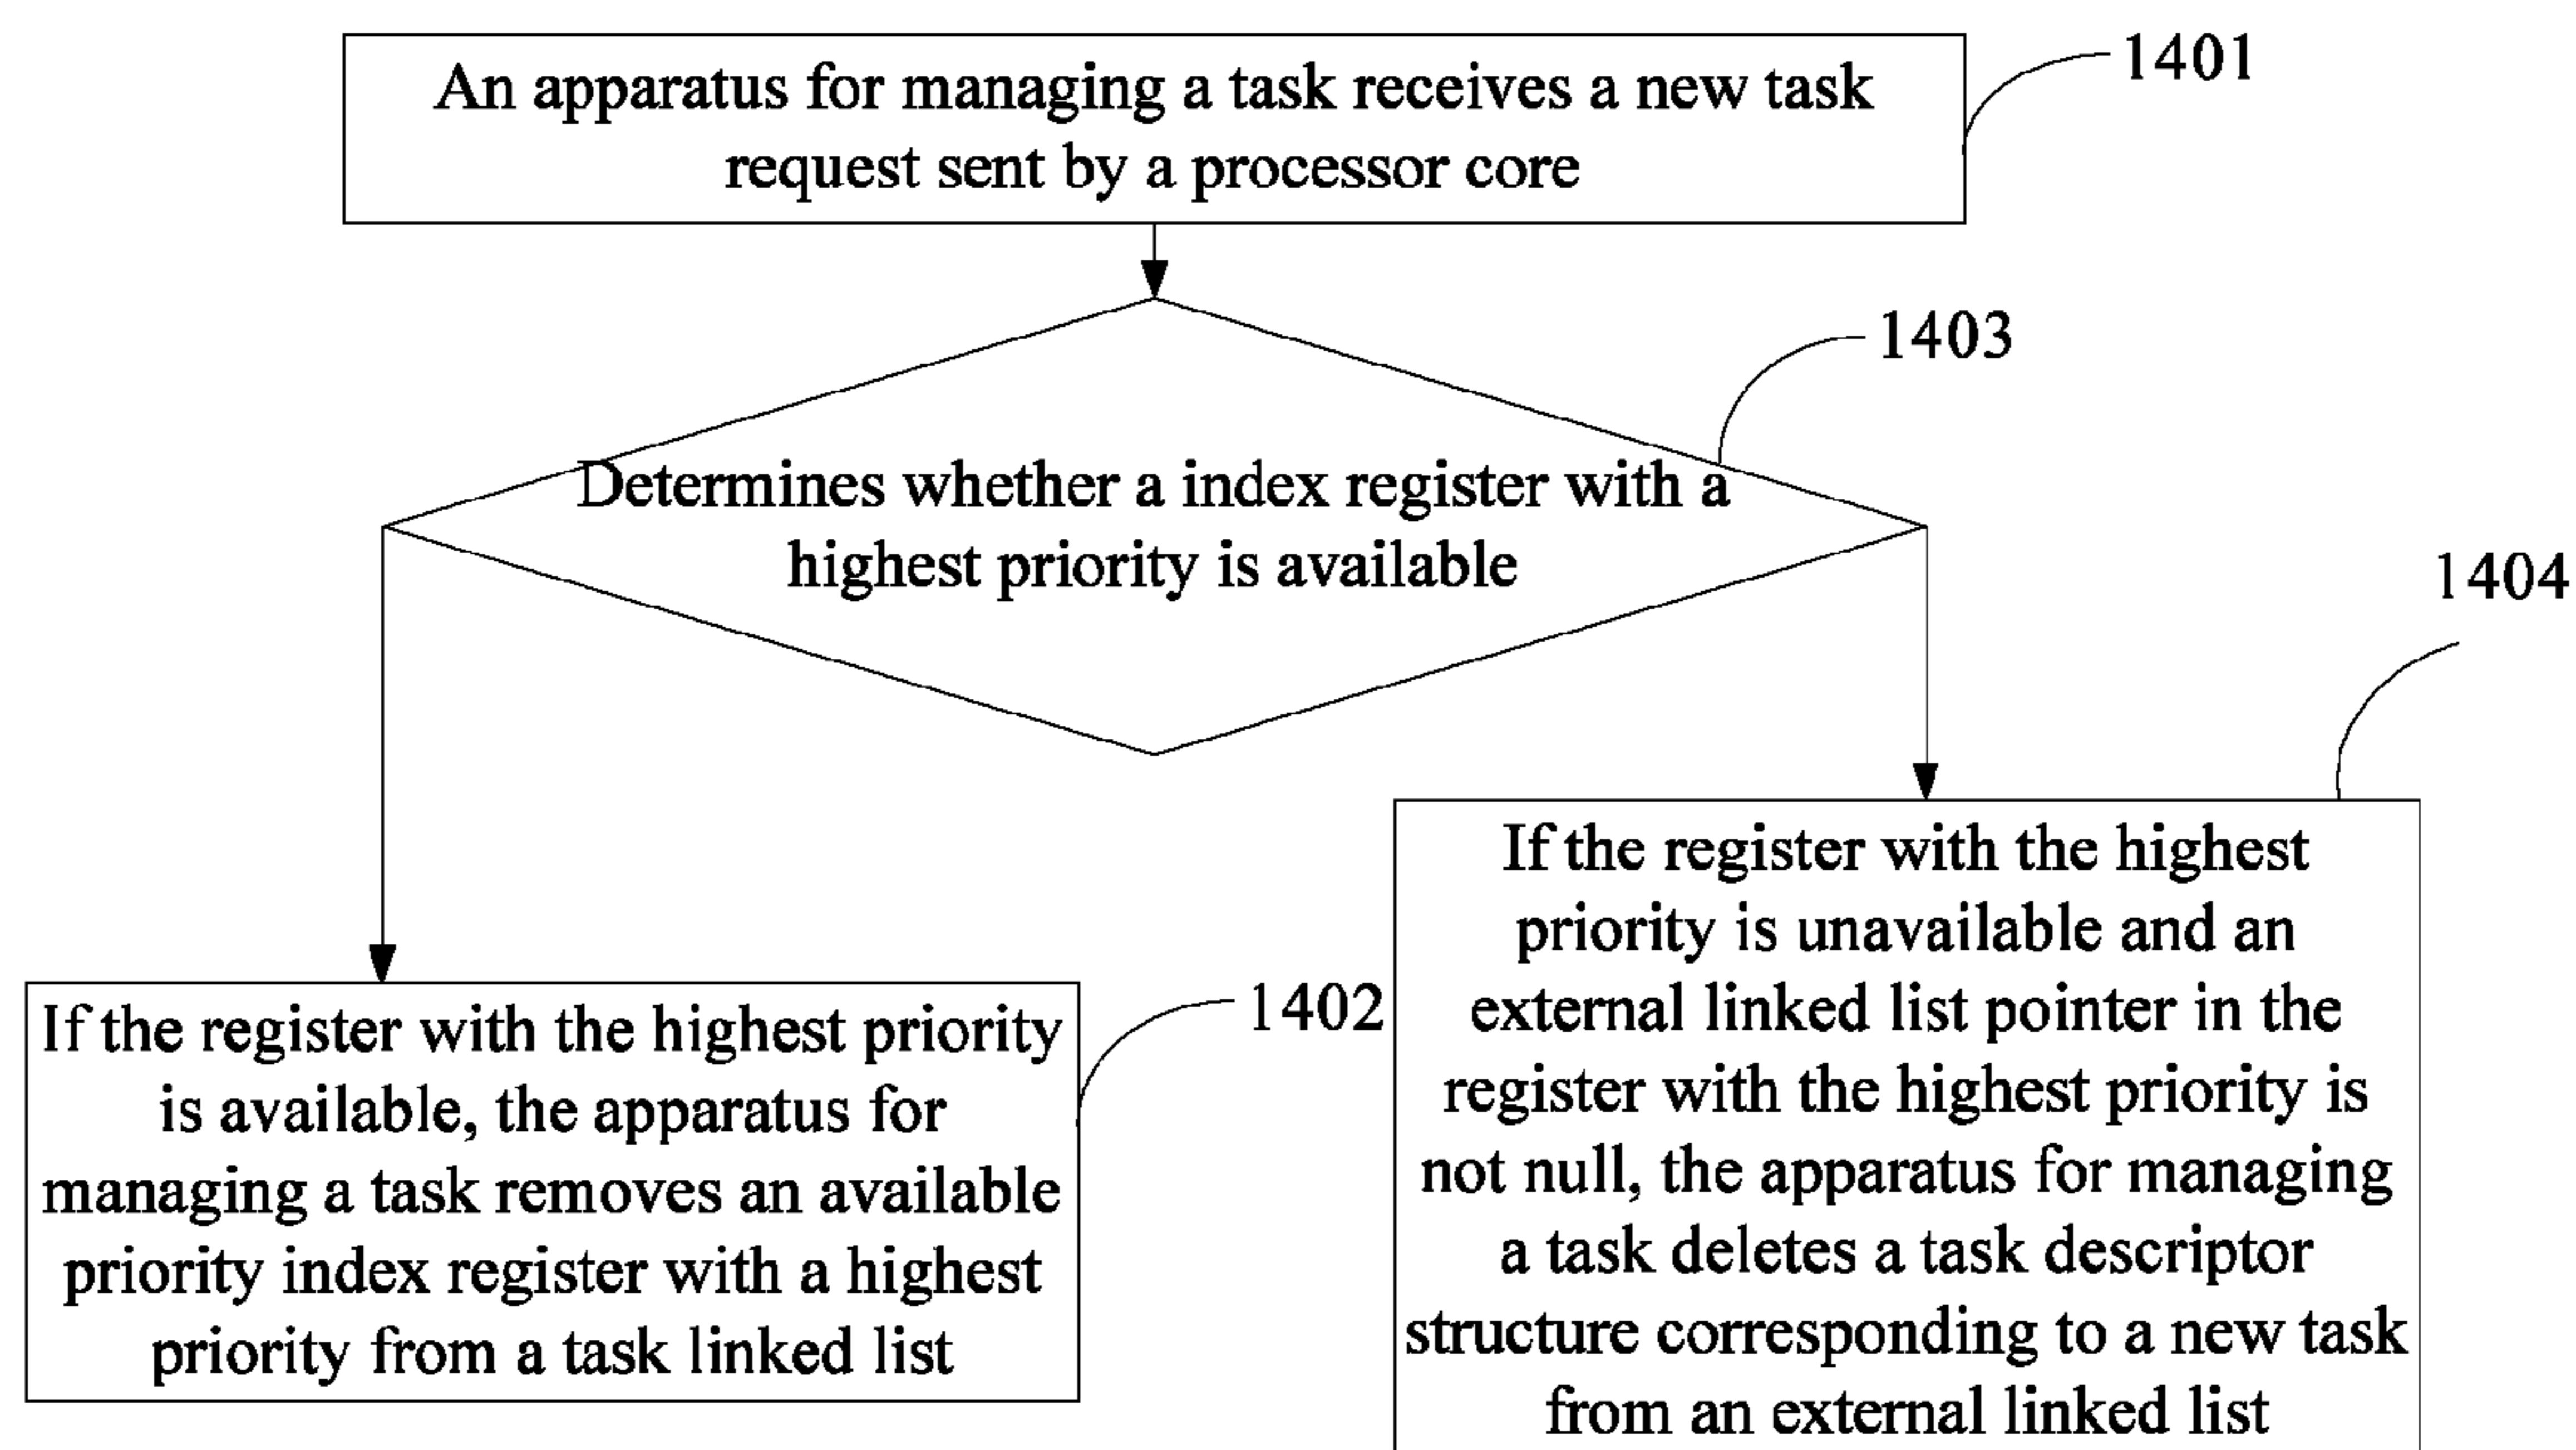 An apparatus for managing a task receives a new task
request sent by a processor core
1401
1403
Determines whether a index register with a
highest priority is available
1404
If the register with the highest priority
is available, the apparatus for
managing a task removes an available
priority index register with a highest
priority from a task linked list
1402
If the register with the highest
priority is unavailable and an
external linked list pointer in the
register with the highest priority is
not null, the apparatus for managing
a task deletes a task descriptor
structure corresponding to a new task
from an external linked list